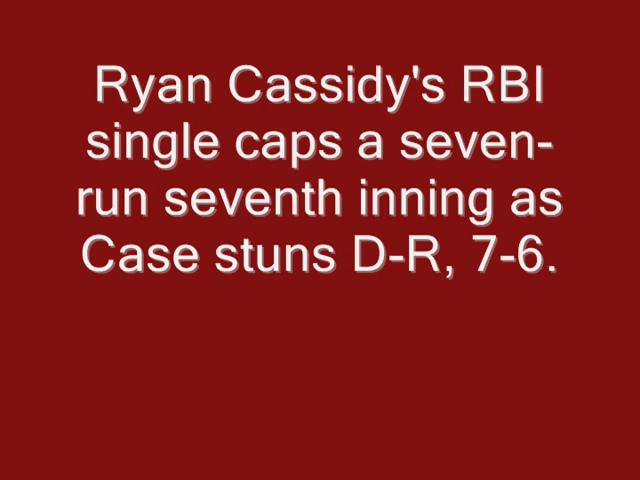 Ryan Cassidy's RBI
single caps a seven-
run seventh inning as
Case stuns D-R, 7-6.